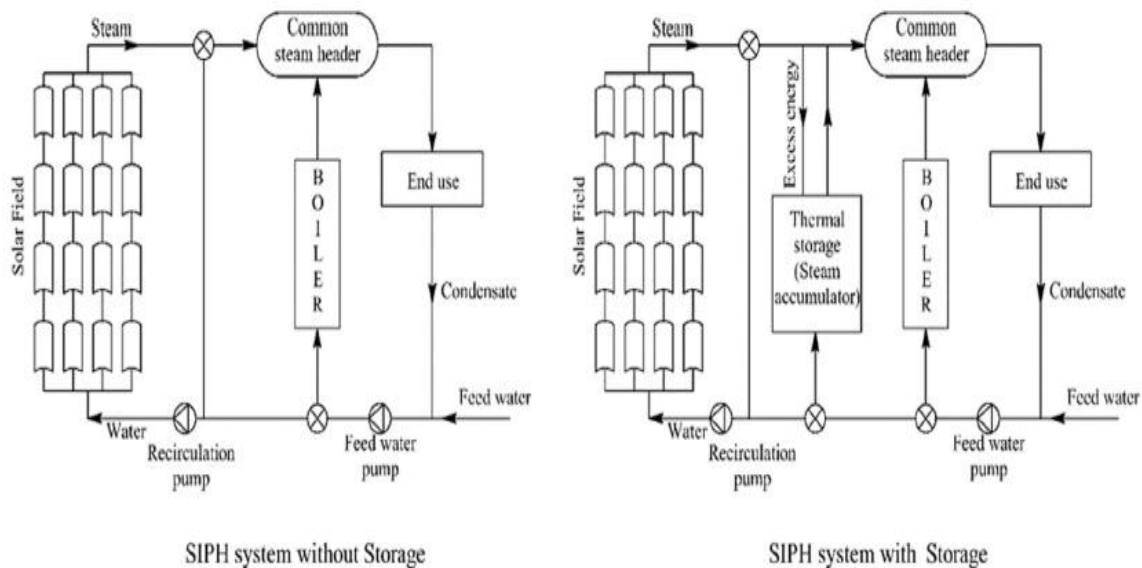 Steam
Common
steam header
Solar Field
B
O
I
L
E
R
End use
Condensate
Feed water
Water
Recirculation
pump
Feed water
pump
SIPH system without Storage
Steam
Common
steam header
Excess energy
Solar Field
Thermal
storage
(Steam
accumulator)
B
O
I
L
E
R
End use
Condensate
Feed water
Water
Recirculation
pump
Feed water
pump
SIPH system with Storage